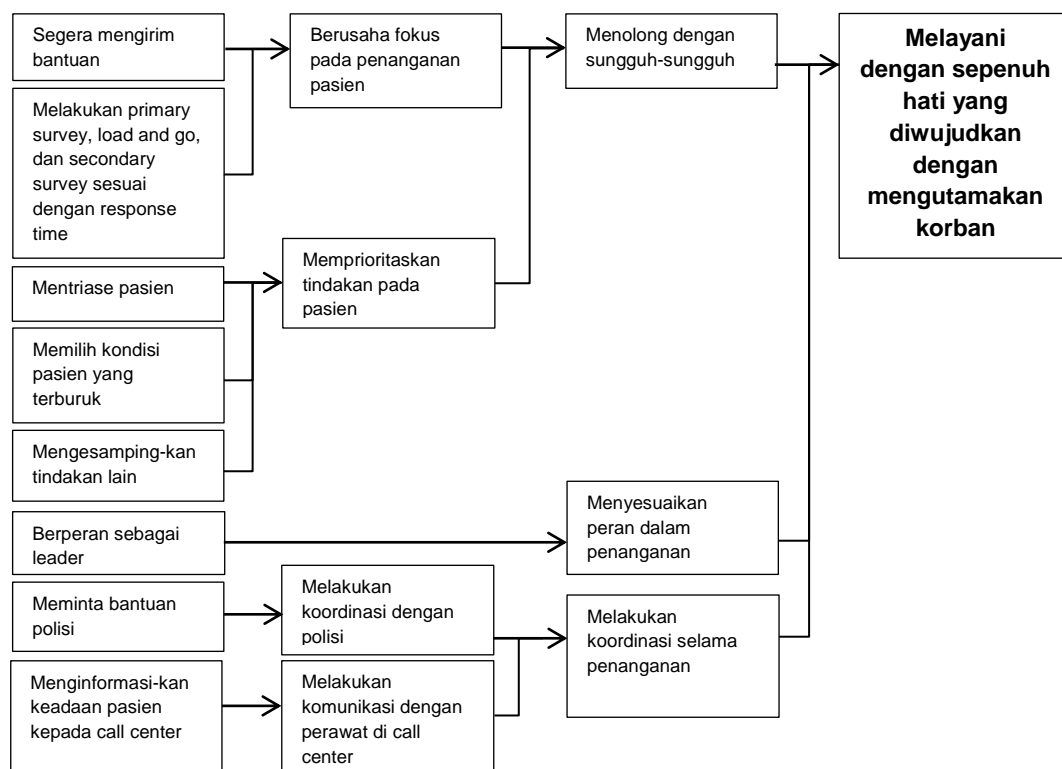 Segera mengirim
bantuan
Melakukan primary
survey, load and go,
dan secondary
survey sesuai
dengan response
time
Mentriase pasien
Memilih kondisi
pasien yang
terburuk
Mengesamping-kan
tindakan lain
Berperan sebagai
leader
Meminta bantuan
polisi
Menginformasi-kan
keadaan pasien
kepada call center
Berusaha fokus
pada penanganan
pasien
Memprioritaskan
tindakan pada
pasien
Melakukan
koordinasi dengan
polisi
Melakukan
komunikasi dengan
perawat di call
center
Menolong dengan
sungguh-sungguh
Menyesuaikan
peran dalam
penanganan
Melakukan
koordinasi selama
penanganan
Melayani
dengan sepenuh
hati yang
diwujudkan
dengan
mengutamakan
korban